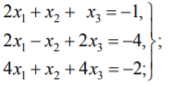 2x₁ + x₂ + x₃ = −1,
2x₁ − x₂ + 2x₃ = −4,
4x₁ + x₂ + 4x₃ = −2;
};